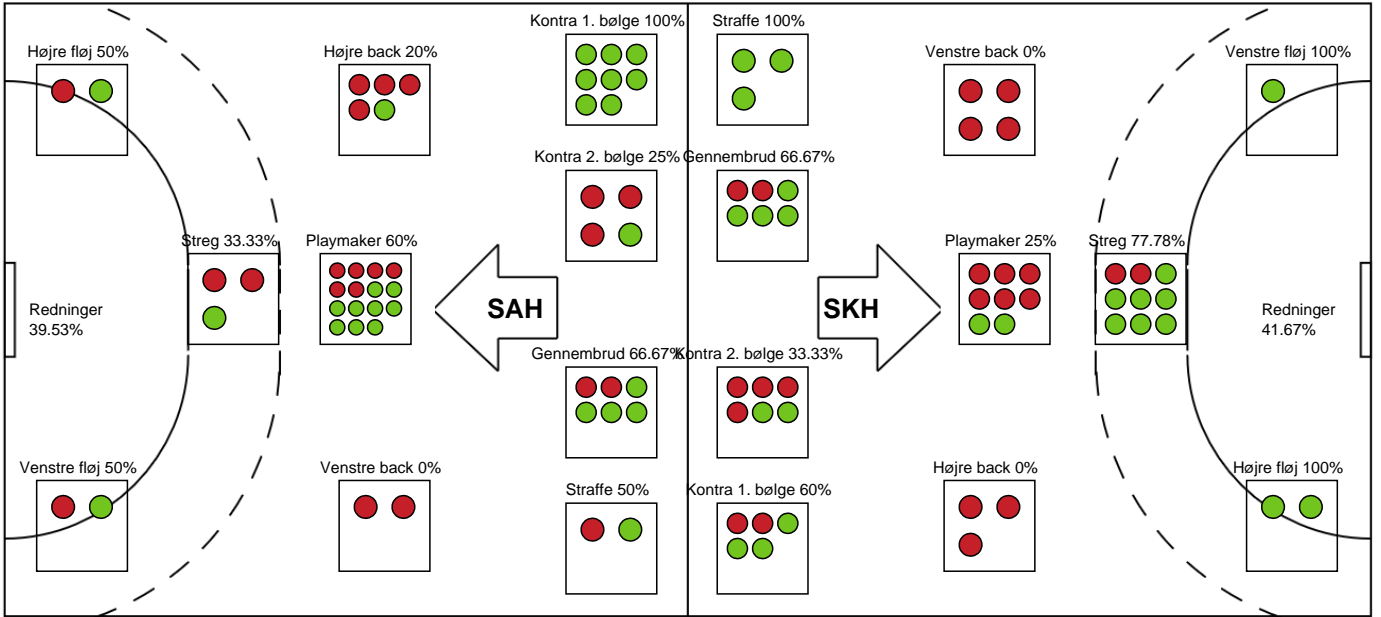 Kontra 1. bølge 100%
Straffe 100%
Højre fløj 50%
Højre back 20%
Venstre back 0%
Venstre fløj 100%
Kontra 2. bølge 25%
Gennembrud 66.67%
Streg 33.33%
Playmaker 60%
Playmaker 25%
Streg 77.78%
Redninger
39.53%
SAH
SKH
Redninger
41.67%
Gennembrud 66.67%
Kontra 2. bølge 33.33%
Venstre fløj 50%
Venstre back 0%
Højre back 0%
Højre fløj 100%
Straffe 50%
Kontra 1. bølge 60%